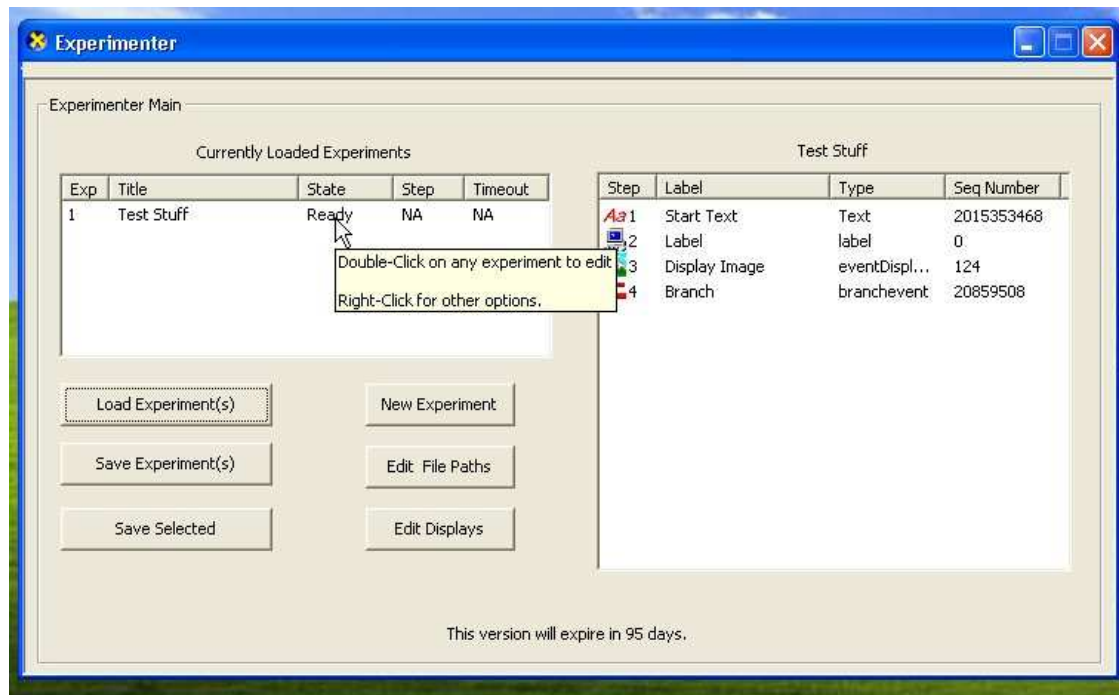 Experimenter
Experimenter Main
Currently Loaded Experiments
Exp Title State Step Timeout
1 Test Stuff Ready NA NA
Double-Click on any experiment to edit
Right-Click for other options.
Load Experiment(s)
New Experiment
Save Experiment(s)
Edit File Paths
Save Selected
Edit Displays
Test Stuff
Step Label Type Seq Number
Aa 1 Start Text Text 2015353468
2 Label label 0
3 Display Image eventDispl... 124
4 Branch branchevent 20859508
This version will expire in 95 days.